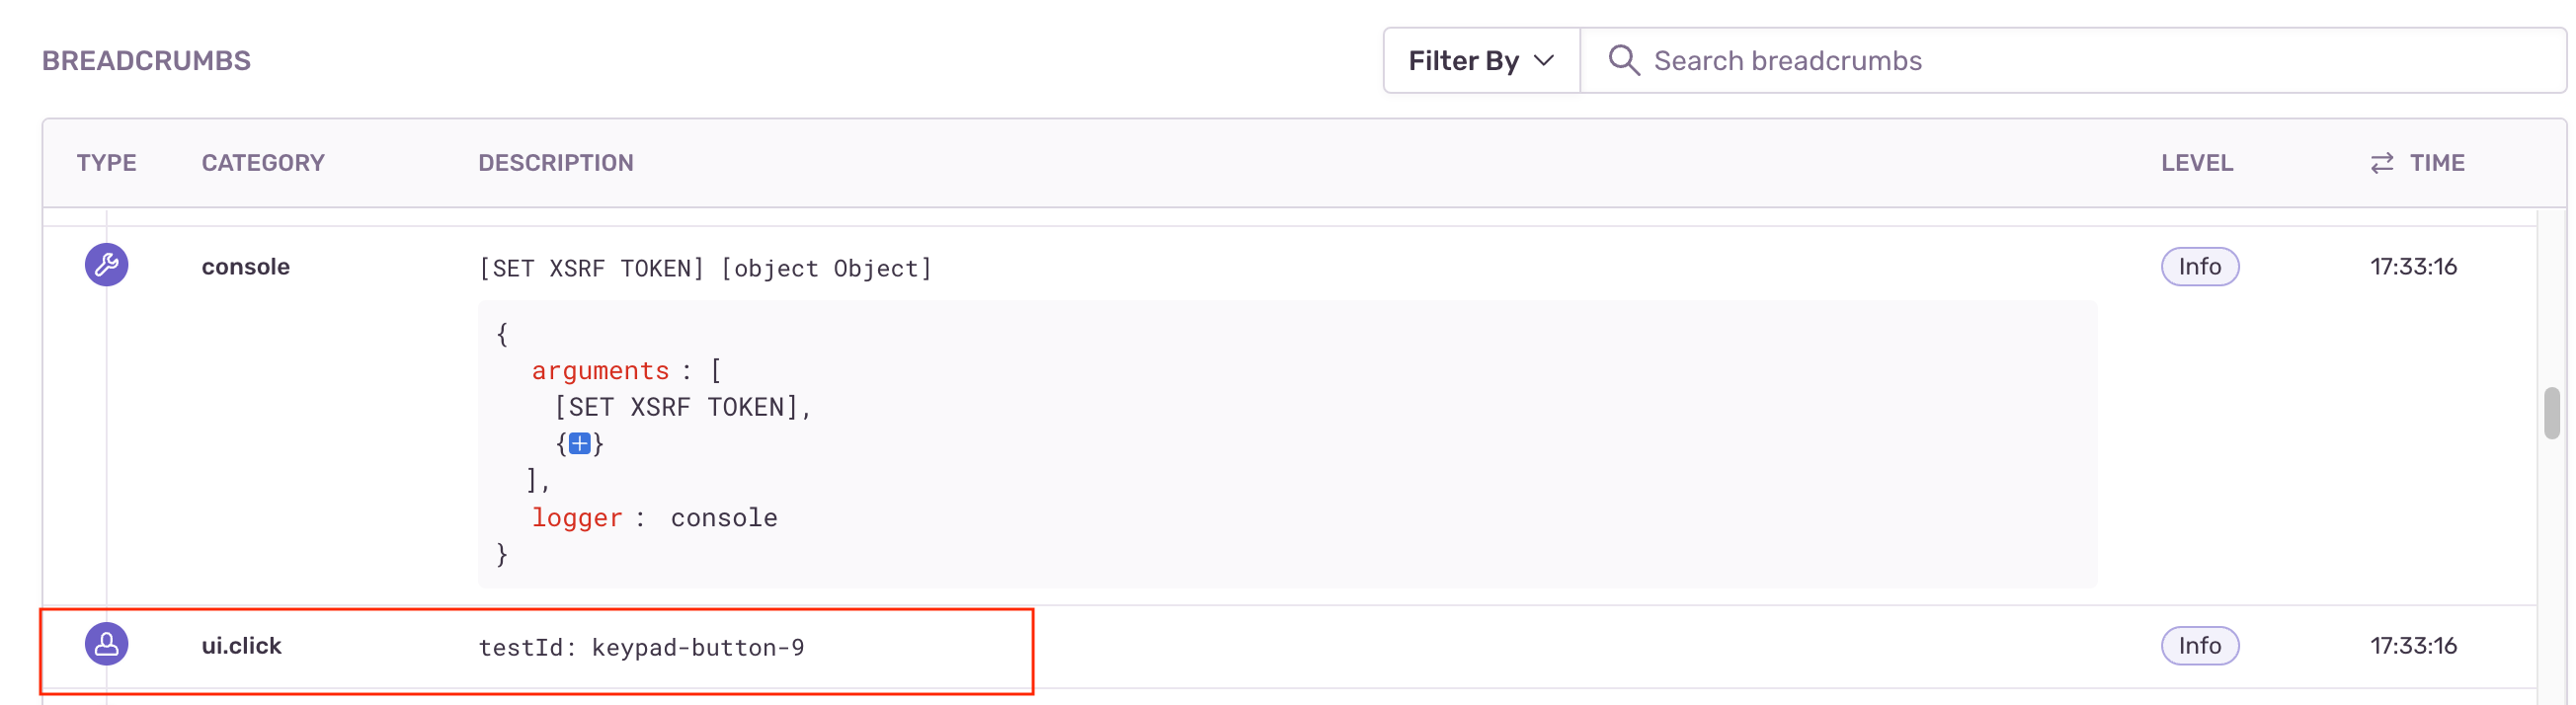 BREADCRUMBS
Filter By
Search breadcrumbs
TYPE CATEGORY DESCRIPTION LEVEL TIME
console [SET XSRF TOKEN] [object Object] Info 17:33:16
{
arguments : [
[SET XSRF TOKEN],
{+}
],
logger : console
}
ui.click testId: keypad-button-9 Info 17:33:16